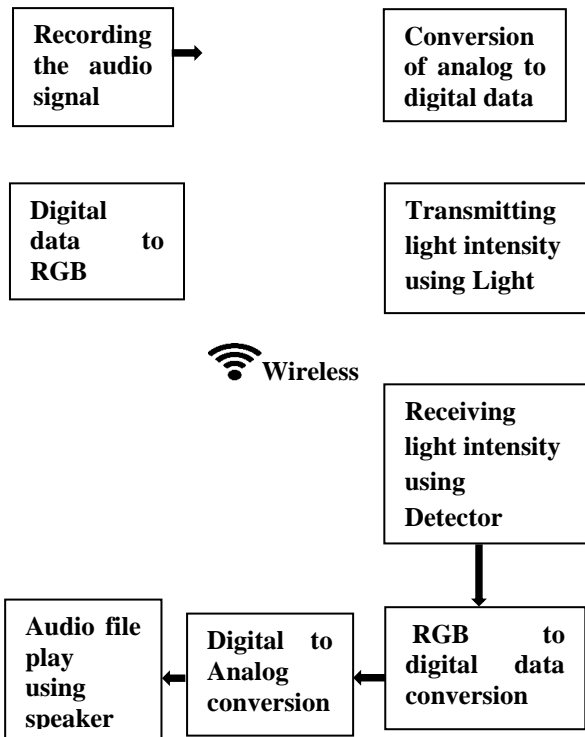 Recording
the audio
signal
Conversion
of analog to
digital data
Digital
data to
RGB
Transmitting
light intensity
using Light
Wireless
Receiving
light intensity
using
Detector
RGB to
digital data
conversion
Digital to
Analog
conversion
Audio file
play
using
speaker